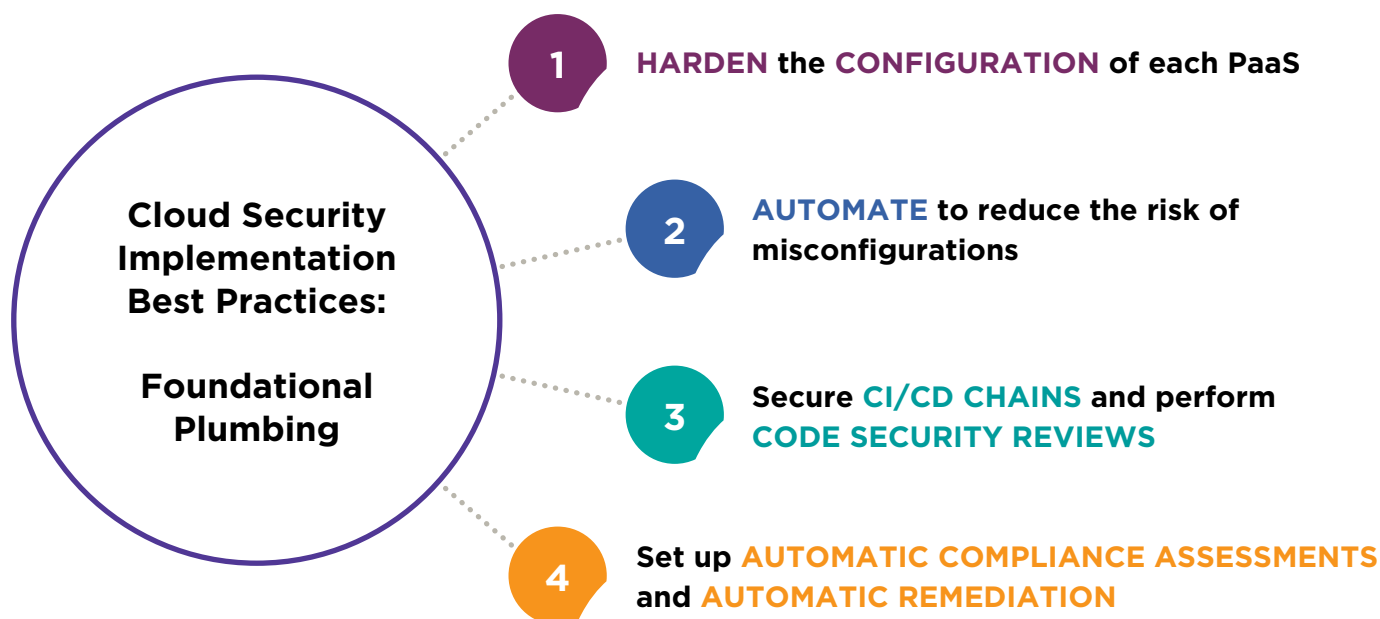 Cloud Security
Implementation
Best Practices:
Foundational
Plumbing
1
HARDEN the CONFIGURATION of each PaaS
2
AUTOMATE to reduce the risk of
misconfigurations
3
Secure CI/CD CHAINS and perform
CODE SECURITY REVIEWS
4
Set up AUTOMATIC COMPLIANCE ASSESSMENTS
and AUTOMATIC REMEDIATION